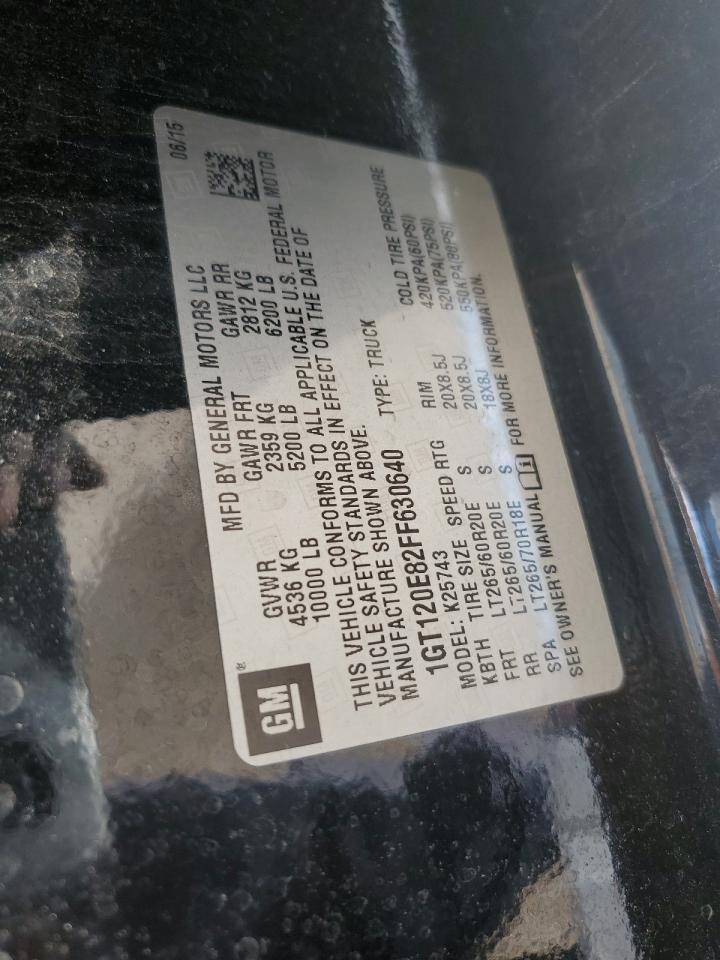 GM
®
MFD BY GENERAL MOTORS LLC
06/15
GVWR GAWR FRT GAWR RR
4536 KG 2359 KG 2812 KG
10000 LB 5200 LB 6200 LB
THIS VEHICLE CONFORMS TO ALL APPLICABLE U.S. FEDERAL MOTOR
VEHICLE SAFETY STANDARDS IN EFFECT ON THE DATE OF
MANUFACTURE SHOWN ABOVE.
1GT120E82FF630640 TYPE: TRUCK
MODEL: K25743
KBTH TIRE SIZE SPEED RTG RIM COLD TIRE PRESSURE
FRT LT265/60R20E S 20X8.5J 420KPA(60PSI)
RR LT265/60R20E S 20X8.5J 520KPA(75PSI)
SPA LT265/70R18E S 18X8J 550KPA(80PSI)
SEE OWNER'S MANUAL FOR MORE INFORMATION.